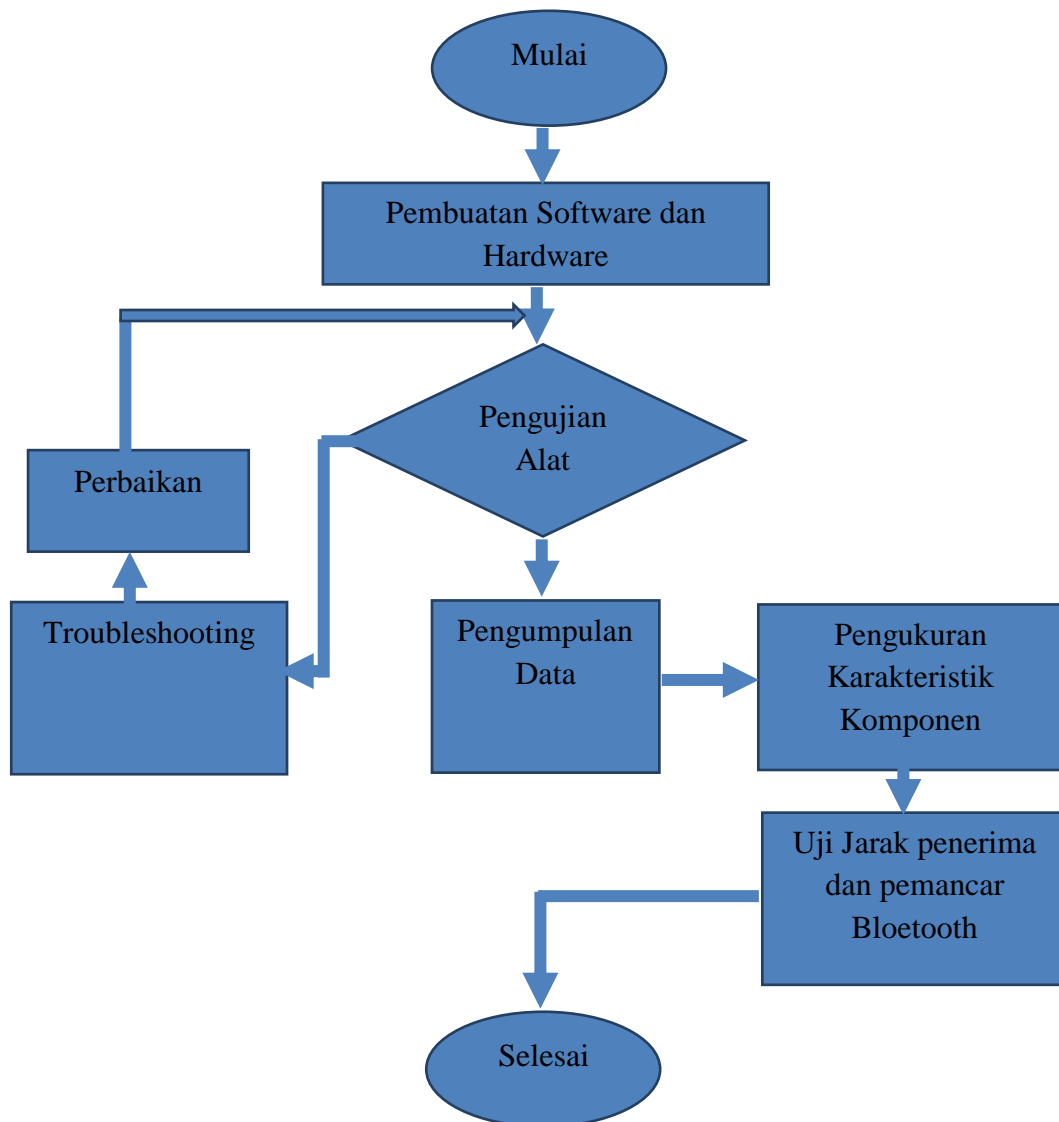 Mulai
Pembuatan Software dan
Hardware
Pengujian
Alat
Perbaikan
Troubleshooting
Pengumpulan
Data
Pengukuran
Karakteristik
Komponen
Uji Jarak penerima
dan pemancar
Bloetooth
Selesai